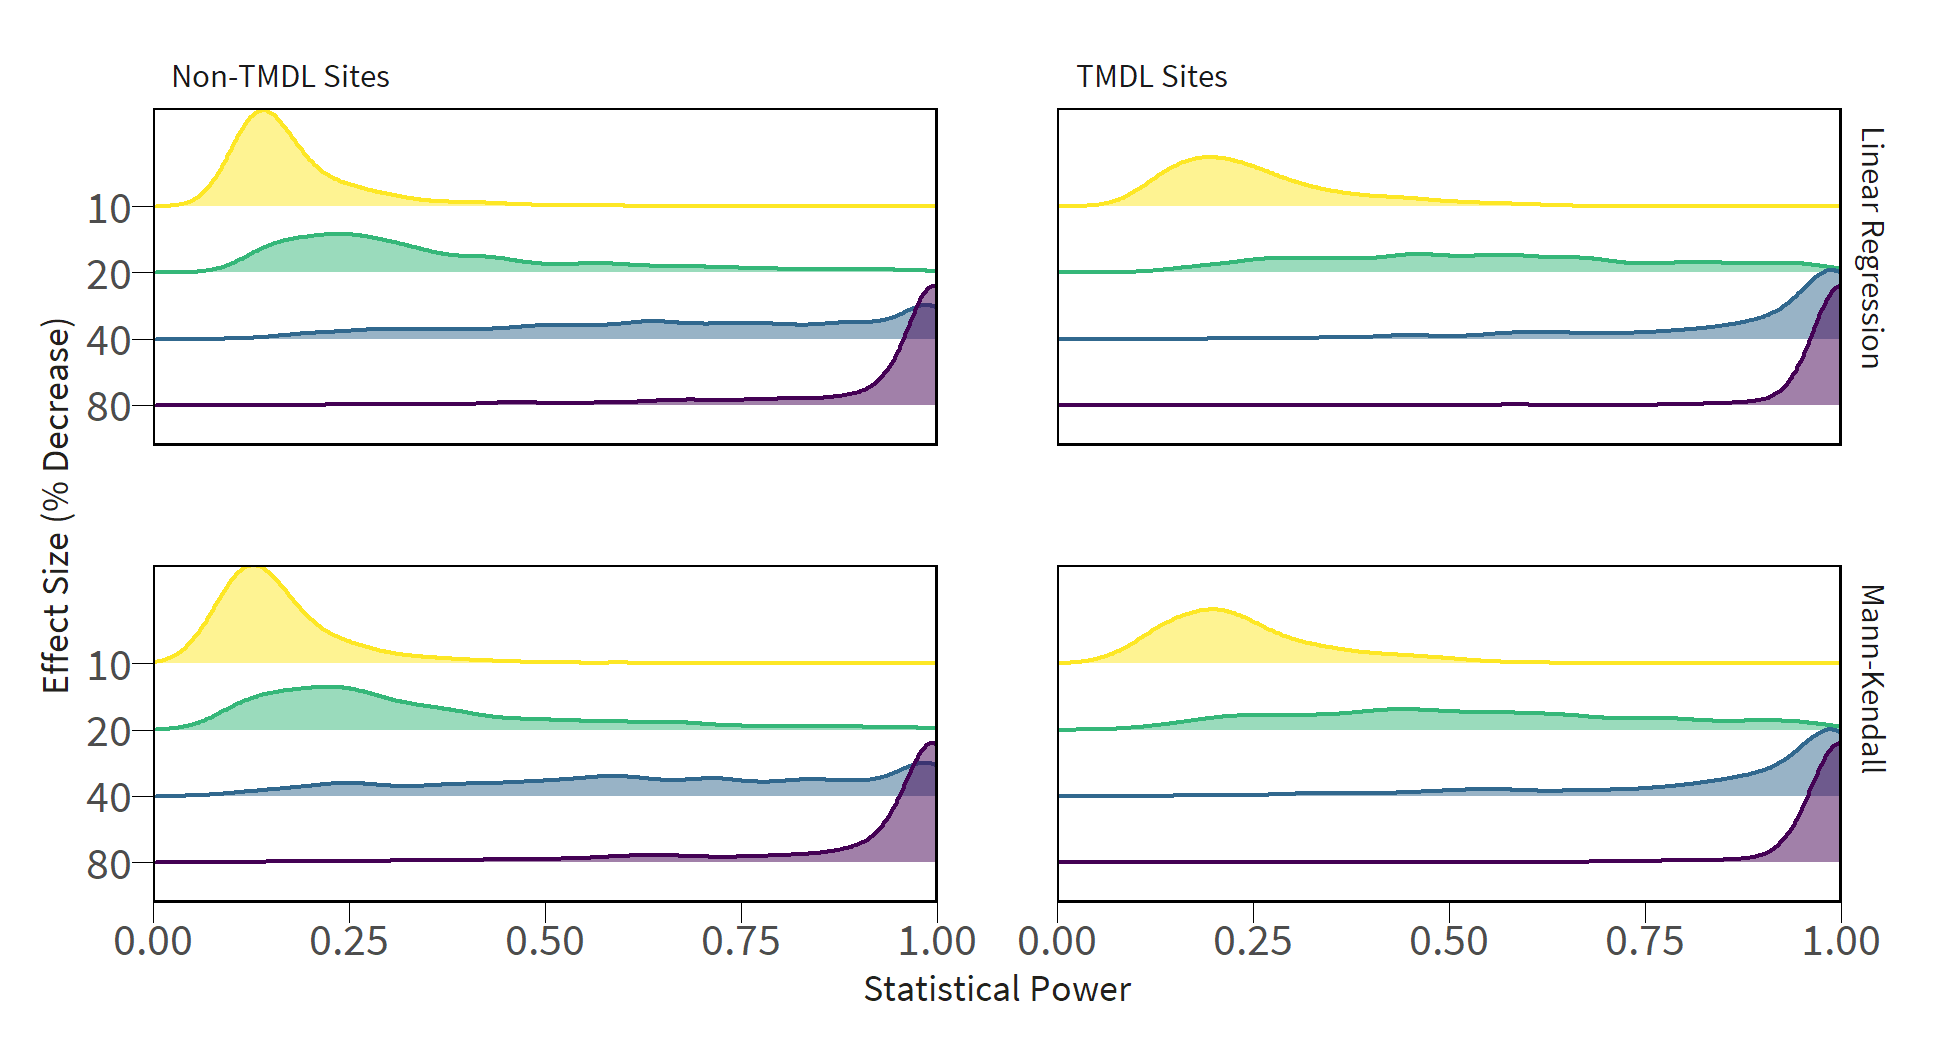 Non-TMDL Sites
TMDL Sites
Linear Regression
10
20
40
80
Effect Size (% Decrease)
Mann-Kendall
10
20
40
80
0.00 0.25 0.50 0.75 1.00 0.00 0.25 0.50 0.75 1.00
Statistical Power